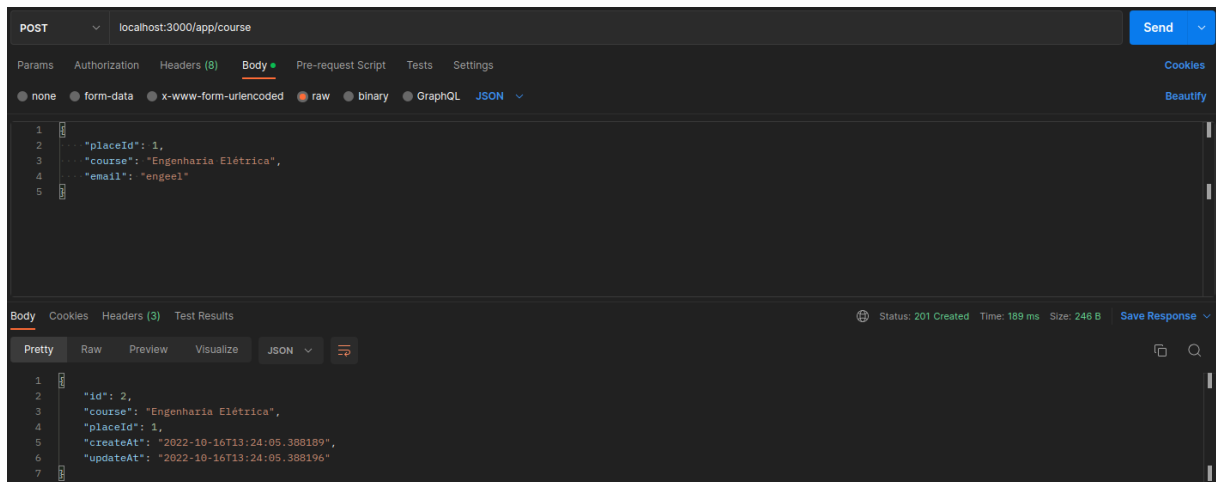 POST localhost:3000/app/course Send
Params Authorization Headers (8) Body Pre-request Script Tests Settings Cookies
none form-data x-www-form-urlencoded raw binary GraphQL JSON Beautify
1 {
2 "placeId": 1,
3 "course": "Engenharia Elétrica",
4 "email": "engeel"
5 }
Body Cookies Headers (3) Test Results Status: 201 Created Time: 189 ms Size: 246 B Save Response
Pretty Raw Preview Visualize JSON
1 {
2 "id": 2,
3 "course": "Engenharia Elétrica",
4 "placeId": 1,
5 "createAt": "2022-10-16T13:24:05.388189",
6 "updateAt": "2022-10-16T13:24:05.388196"
7 }